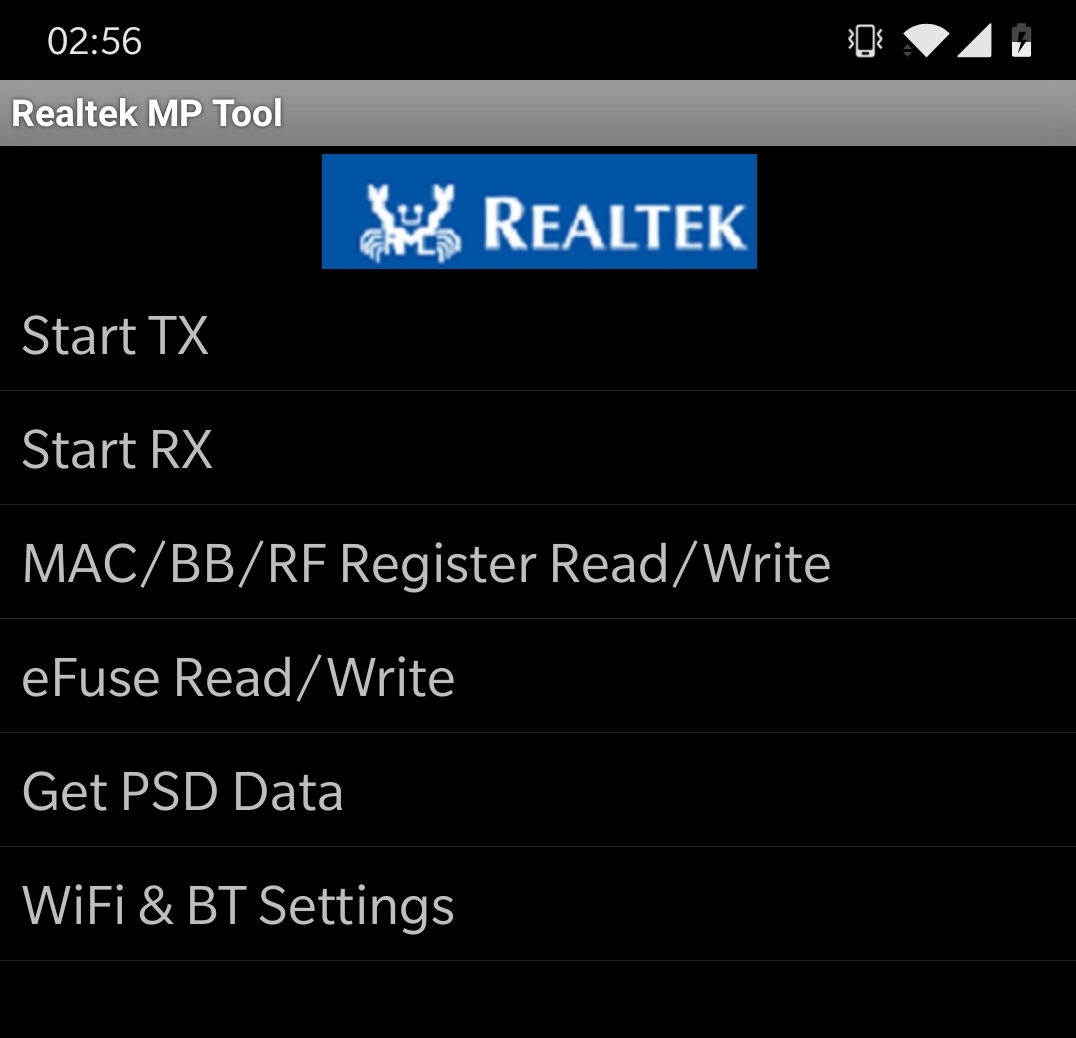 02:56
Realtek MP Tool
REALTEK
Start TX
Start RX
MAC/BB/RF Register Read/Write
eFuse Read/Write
Get PSD Data
WiFi & BT Settings